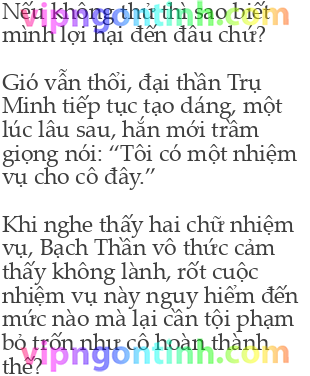 Nếu không thử thì sao biết
vipngontinh.com
mình lợi hại đến đâu chứ?
Gió vẫn thổi, đại thần Trụ
Minh tiếp tục tạo dáng, một
lúc lâu sau, hắn mới trầm
giọng nói: “Tôi có một nhiệm
vụ cho cô đây.”
Khi nghe thấy hai chữ nhiệm
vụ, Bạch Thần vô thức cảm
thấy không lành, rốt cuộc
nhiệm vụ này nguy hiểm đến
mức nào mà lại cần tội phạm
bỏ trốn như cô hoàn thành
vipngontinh.com
thế?